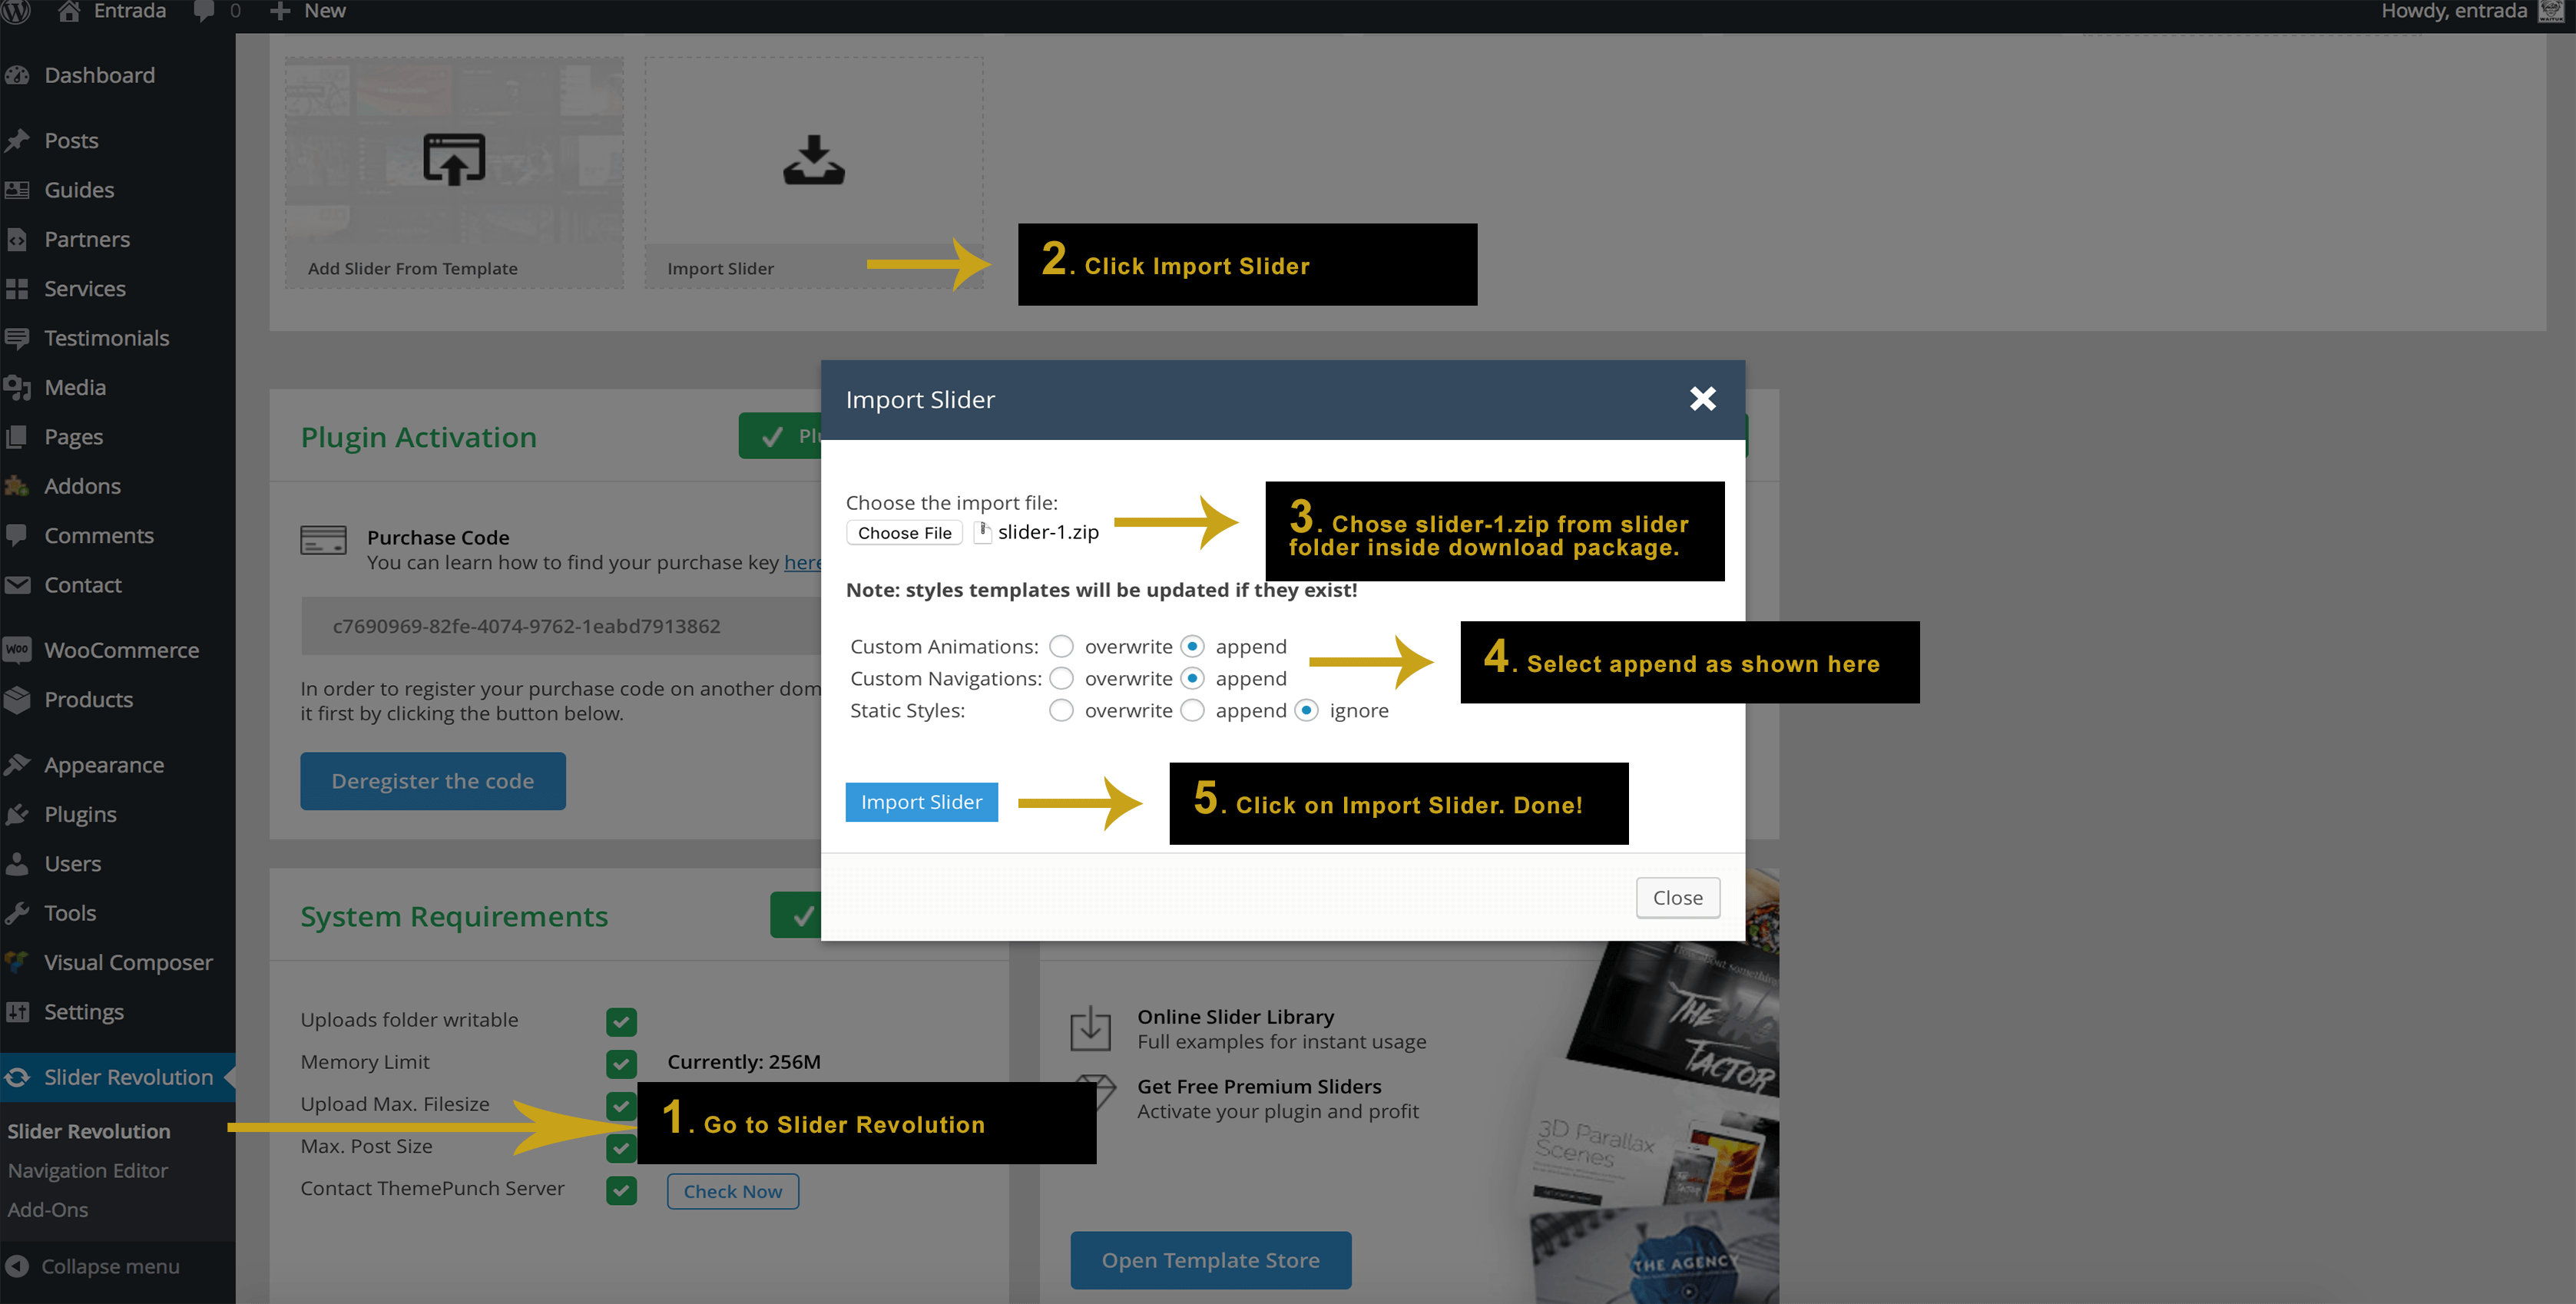 Entrada
0
New
Howdy, entrada
Dashboard
Posts
Guides
Partners
Services
Testimonials
Media
Pages
Addons
Comments
Contact
WooCommerce
Products
Appearance
Plugins
Users
Tools
Visual Composer
Settings
Slider Revolution
Slider Revolution
Navigation Editor
Add-Ons
Collapse menu
Add Slider From Template
Import Slider
2. Click Import Slider
Plugin Activation
Purchase Code
You can learn how to find your purchase key here
c7690969-82fe-4074-9762-1eabd7913862
In order to register your purchase code on another dom
it first by clicking the button below.
Deregister the code
Import Slider
Choose the import file:
Choose File slider-1.zip
3. Chose slider-1.zip from slider
folder inside download package.
Note: styles templates will be updated if they exist!
Custom Animations: overwrite append
Custom Navigations: overwrite append
Static Styles: overwrite append ignore
4. Select append as shown here
Import Slider
5. Click on Import Slider. Done!
Close
System Requirements
Uploads folder writable
Memory Limit
Currently: 256M
Upload Max. Filesize
Max. Post Size
Contact ThemePunch Server
Check Now
1. Go to Slider Revolution
Online Slider Library
Full examples for instant usage
Get Free Premium Sliders
Activate your plugin and profit
Open Template Store
THE
FACTOR
3D Parallax
Scenes
THE AGENCY